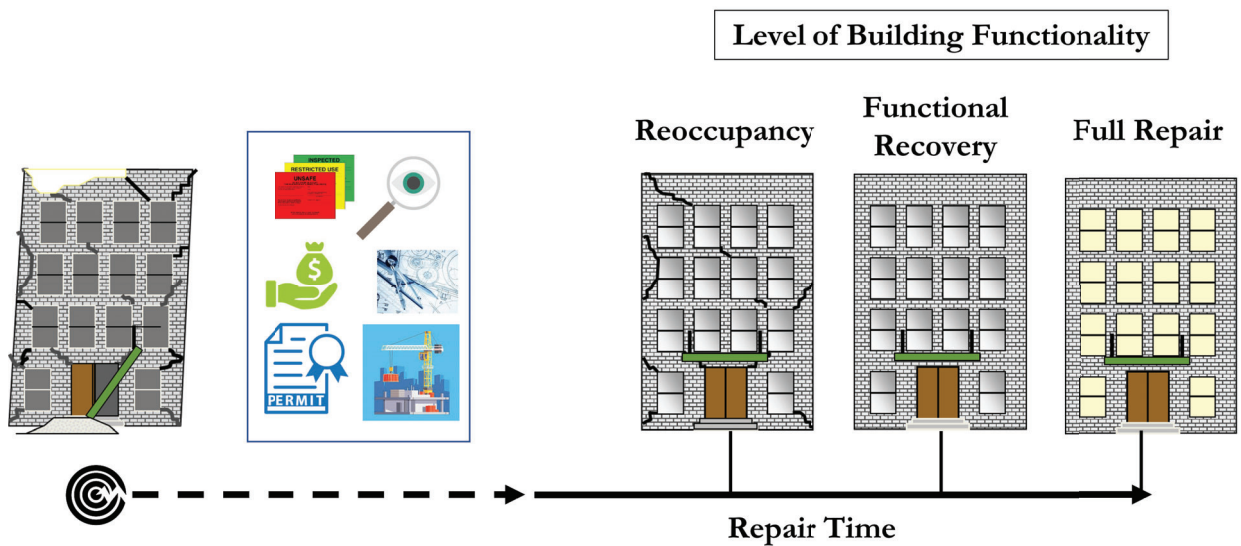 Level of Building Functionality
Reoccupancy
Functional
Recovery
Full Repair
INSPECTED
RESTRICTED USE
UNSAFE
$
PERMIT
Repair Time